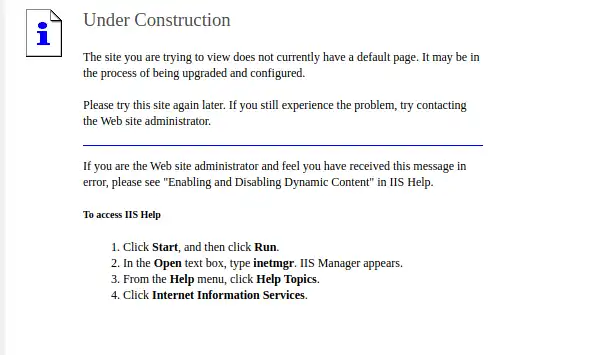 Under Construction
The site you are trying to view does not currently have a default page. It may be in
the process of being upgraded and configured.
Please try this site again later. If you still experience the problem, try contacting
the Web site administrator.
If you are the Web site administrator and feel you have received this message in
error, please see "Enabling and Disabling Dynamic Content" in IIS Help.
To access IIS Help
1. Click Start, and then click Run.
2. In the Open text box, type inetmgr. IIS Manager appears.
3. From the Help menu, click Help Topics.
4. Click Internet Information Services.